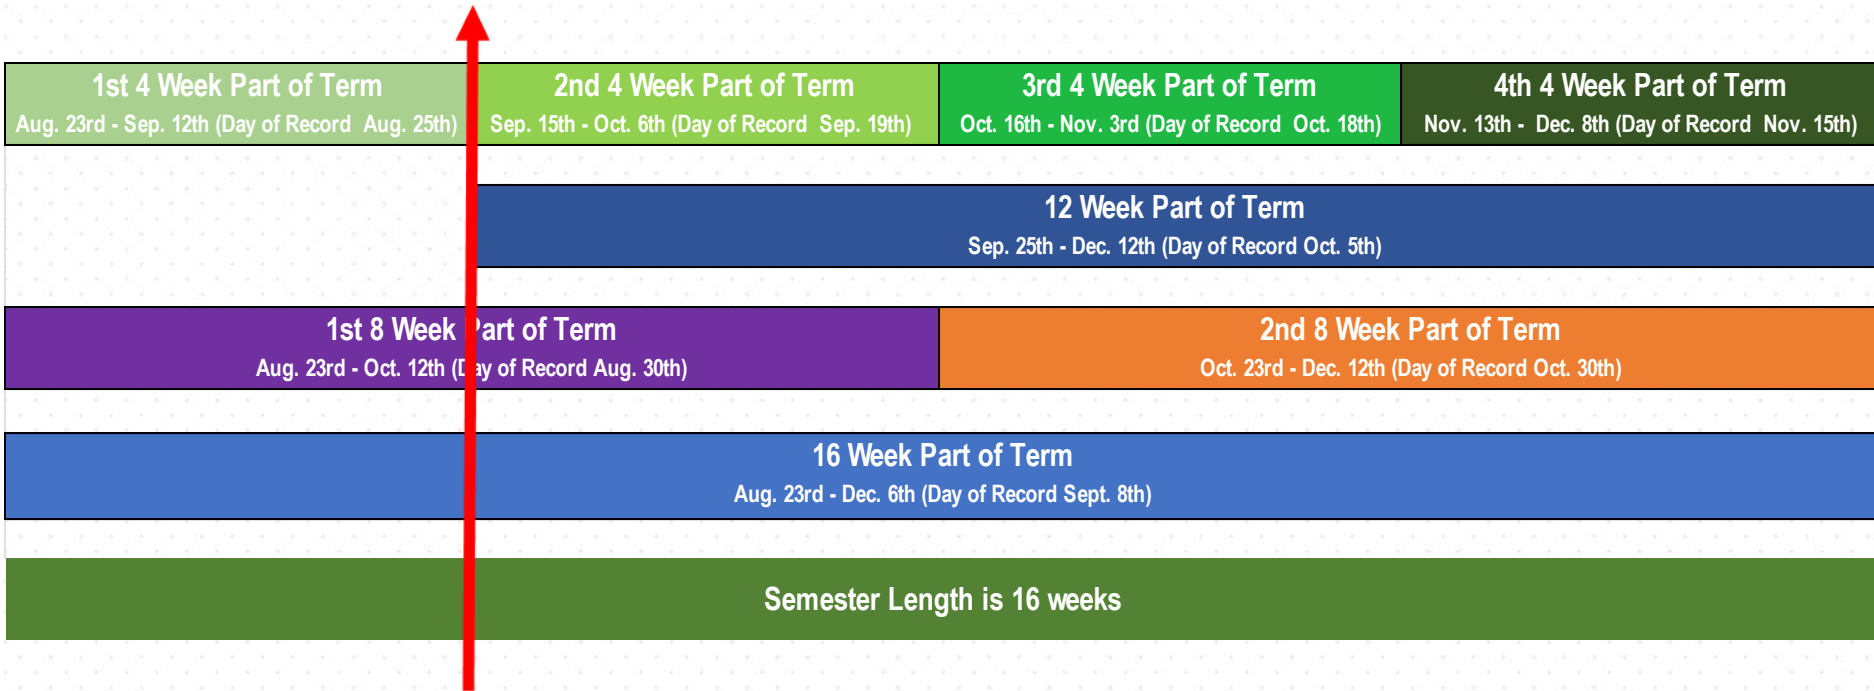 1st 4 Week Part of Term
Aug. 23rd - Sep. 12th (Day of Record Aug. 25th)
2nd 4 Week Part of Term
Sep. 15th - Oct. 6th (Day of Record Sep. 19th)
3rd 4 Week Part of Term
Oct. 16th - Nov. 3rd (Day of Record Oct. 18th)
4th 4 Week Part of Term
Nov. 13th - Dec. 8th (Day of Record Nov. 15th)
12 Week Part of Term
Sep. 25th - Dec. 12th (Day of Record Oct. 5th)
1st 8 Week Part of Term
Aug. 23rd - Oct. 12th (Day of Record Aug. 30th)
2nd 8 Week Part of Term
Oct. 23rd - Dec. 12th (Day of Record Oct. 30th)
16 Week Part of Term
Aug. 23rd - Dec. 6th (Day of Record Sept. 8th)
Semester Length is 16 weeks